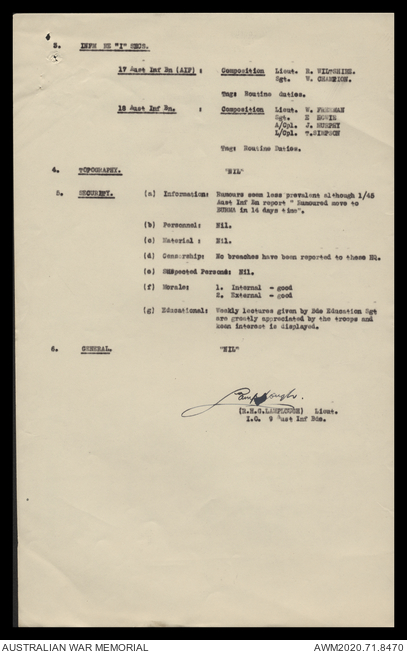 3. INFM RE "I" SECS.
17 Aust Inf Bn (AIF) : Composition Lieut. R. WILTSHIRE.
Sgt. W. CHAMPION.
Tag: Routine duties.
18 Aust Inf Bn. : Composition Lieut. W. FREEMAN
Sgt. E HOWIE
A/Cpl. J. MURPHY
L/Cpl. T. SIMPSON
Tag: Routine Duties.
4. TOPOGRAPHY. "NIL"
5. SECURITY. (a) Information: Rumours seem less prevalent although 1/45
Aust Inf Bn report " Rumoured move to
BURMA in 14 days time".
(b) Personnel: Nil.
(c) Material : Nil.
(d) Censorship: No breaches have been reported to these HQ.
(e) Suspected Persons: Nil.
(f) Morale: 1. Internal - good
2. External - good
(g) Educational: Weekly lectures given by Bde Education Sgt
are greatly appreciated by the troops and
keen interest is displayed.
6. GENERAL. "NIL"
Lamplough.
(R.H.G. LAMPLOUGH) Lieut.
I.O. 9 Aust Inf Bde.
AUSTRALIAN WAR MEMORIAL AWM2020.71.8470